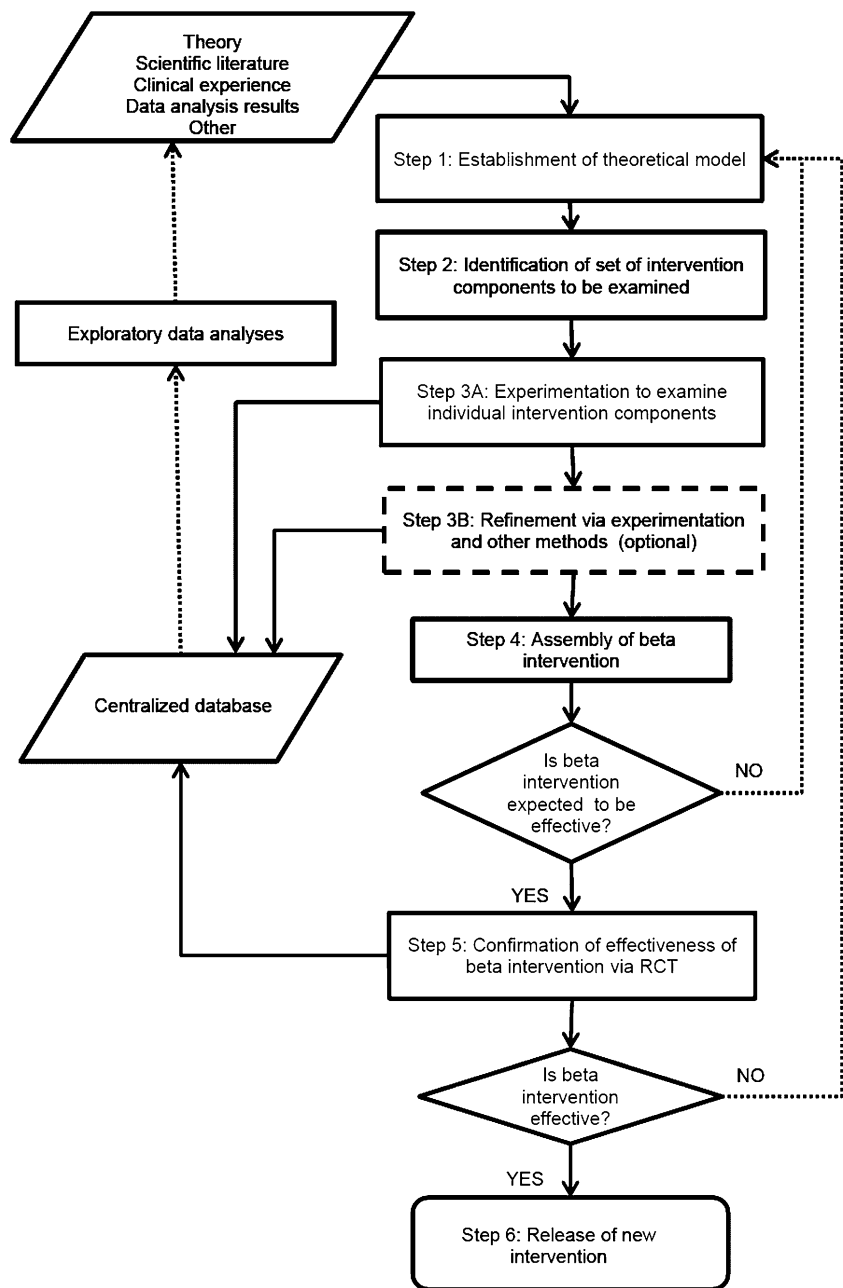 Theory
Scientific literature
Clinical experience
Data analysis results
Other
Step 1: Establishment of theoretical model
Step 2: Identification of set of intervention
components to be examined
Exploratory data analyses
Step 3A: Experimentation to examine
individual intervention components
Step 3B: Refinement via experimentation
and other methods (optional)
Step 4: Assembly of beta
intervention
Centralized database
Is beta
intervention
expected to be
effective?
NO
YES
Step 5: Confirmation of effectiveness of
beta intervention via RCT
Is beta
intervention
effective?
NO
YES
Step 6: Release of new
intervention